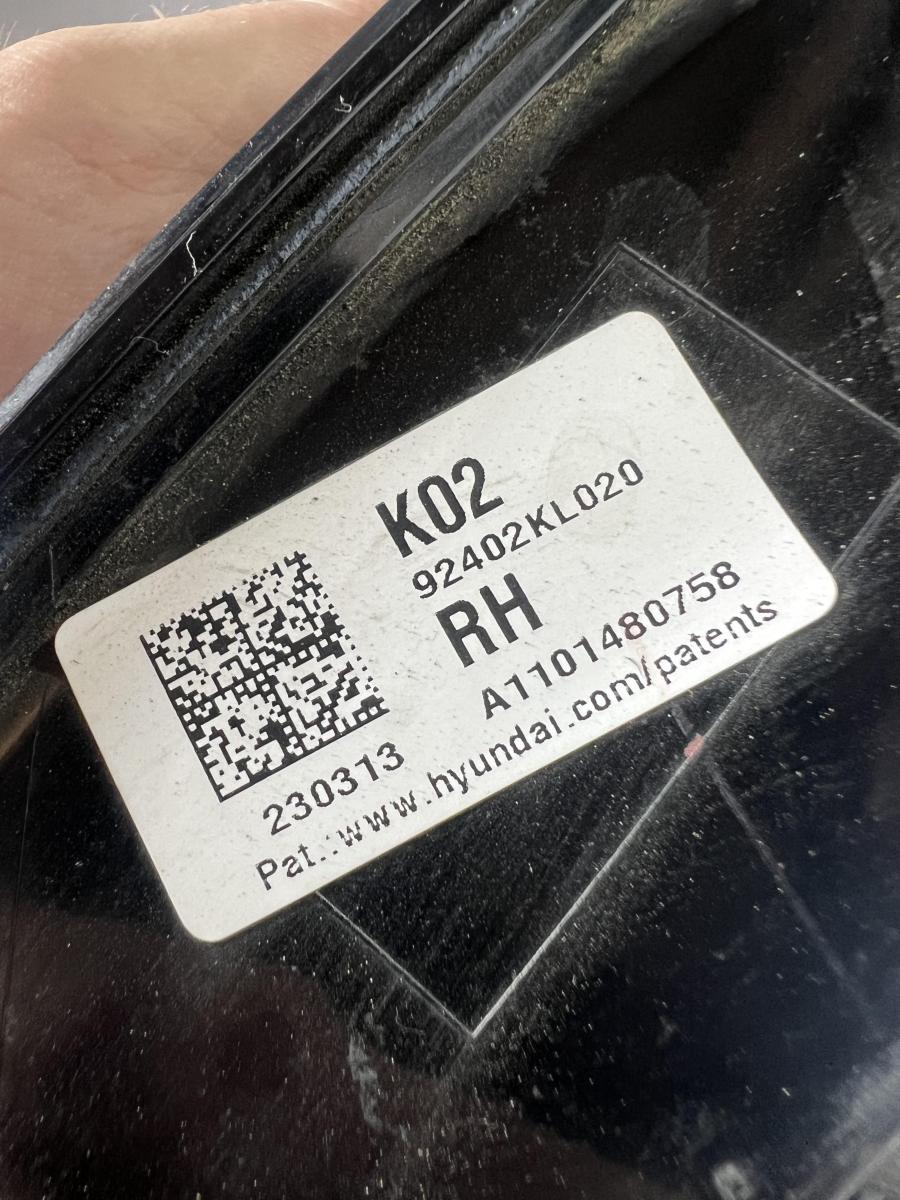 K02
92402KL020
RH
A1101480758
230313
Pat.:www.hyundai.com/patents